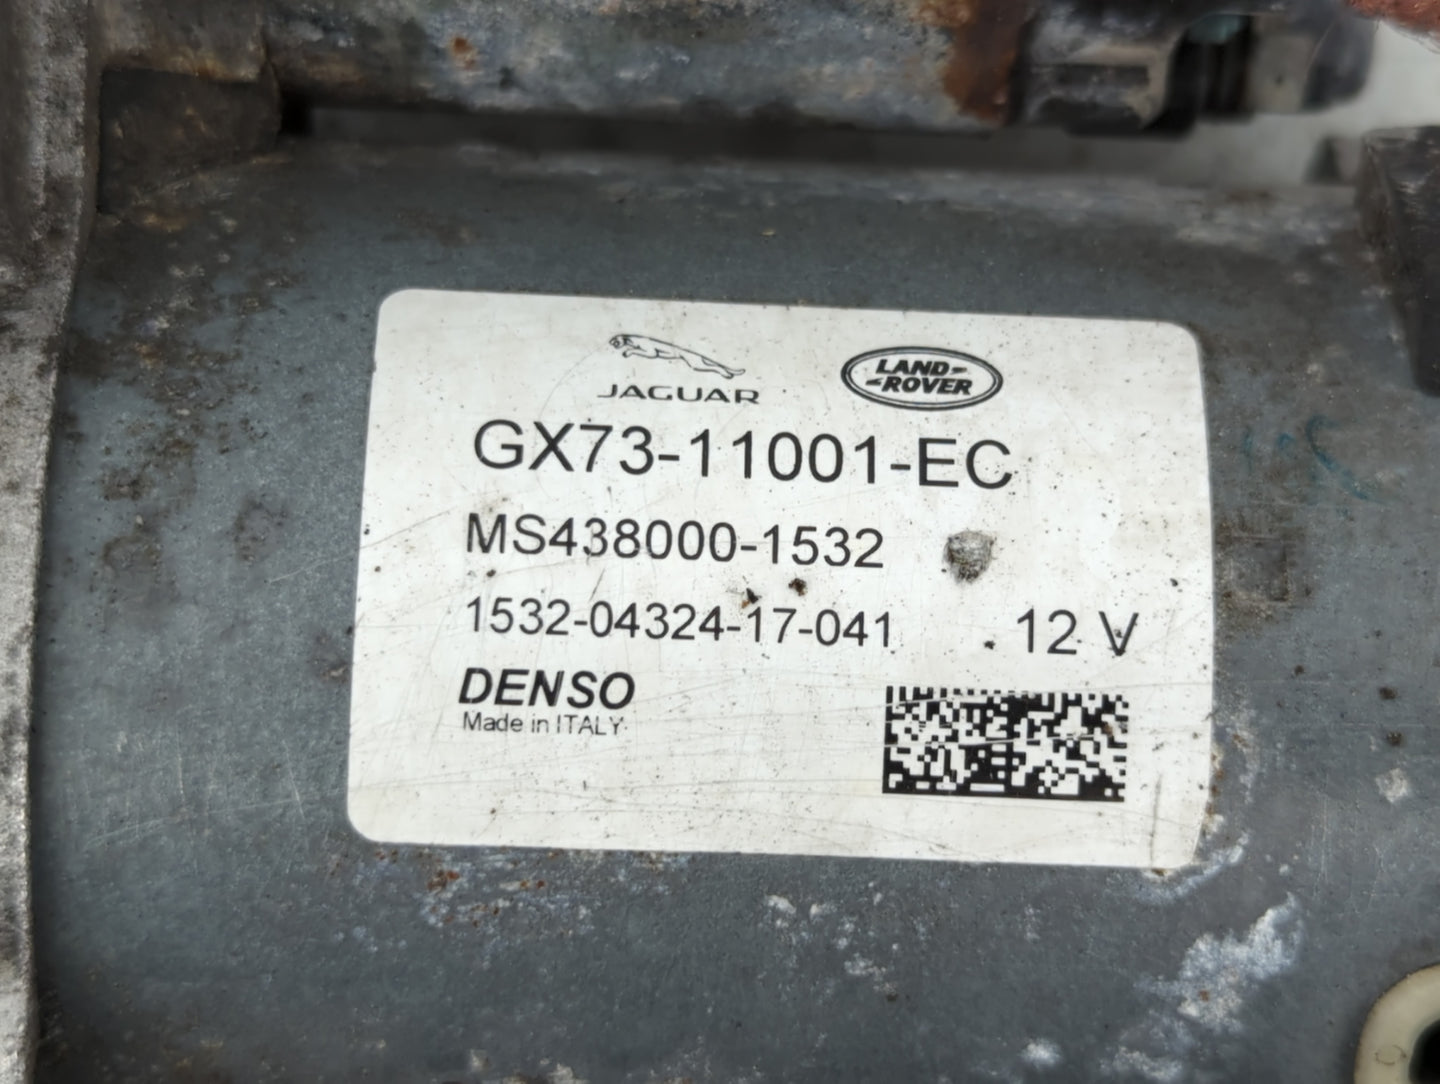 JAGUAR
LAND
ROVER
GX73-11001-EC
MS438000-1532
1532-04324-17-041 12 V
DENSO
Made in ITALY